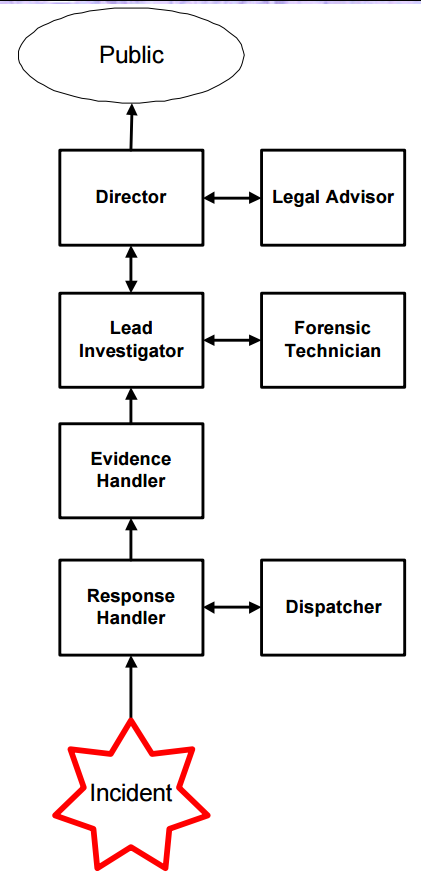 Public
Director
Legal Advisor
Lead
Investigator
Forensic
Technician
Evidence
Handler
Response
Handler
Dispatcher
Incident